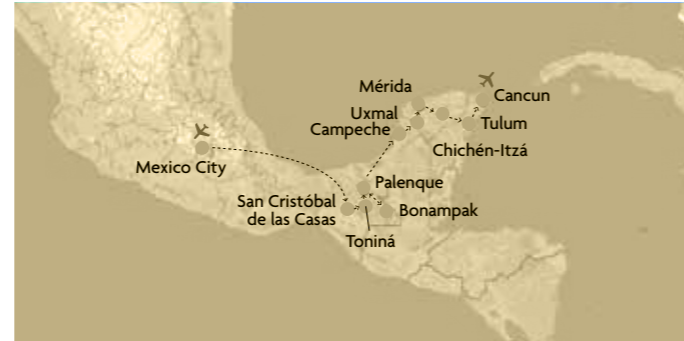 Mérida
Cancun
Uxmal
Campeche
Tulum
Chichén-Itzá
Mexico City
Palenque
San Cristóbal
de las Casas
Bonampak
Toniná